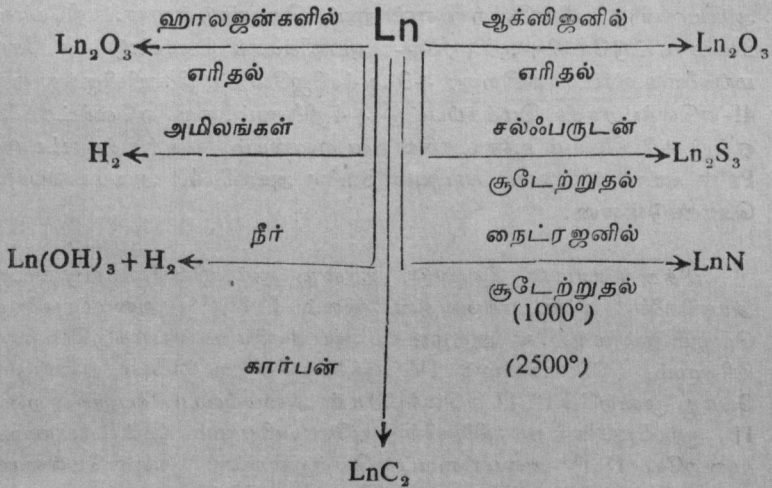 ஹாலஜன்களில் Ln ஆக்ஸிஜனில்
Ln₂O₃ Ln₂O₃
எரிதல் எரிதல்
அமிலங்கள் சல்ஃபருடன்
H₂ Ln₂S₃
சூடேற்றுதல்
நீர் நைட்ரஜனில்
Ln(OH)₃ + H₂ LnN
சூடேற்றுதல்
(1000°)
கார்பன் (2500°)
LnC₂